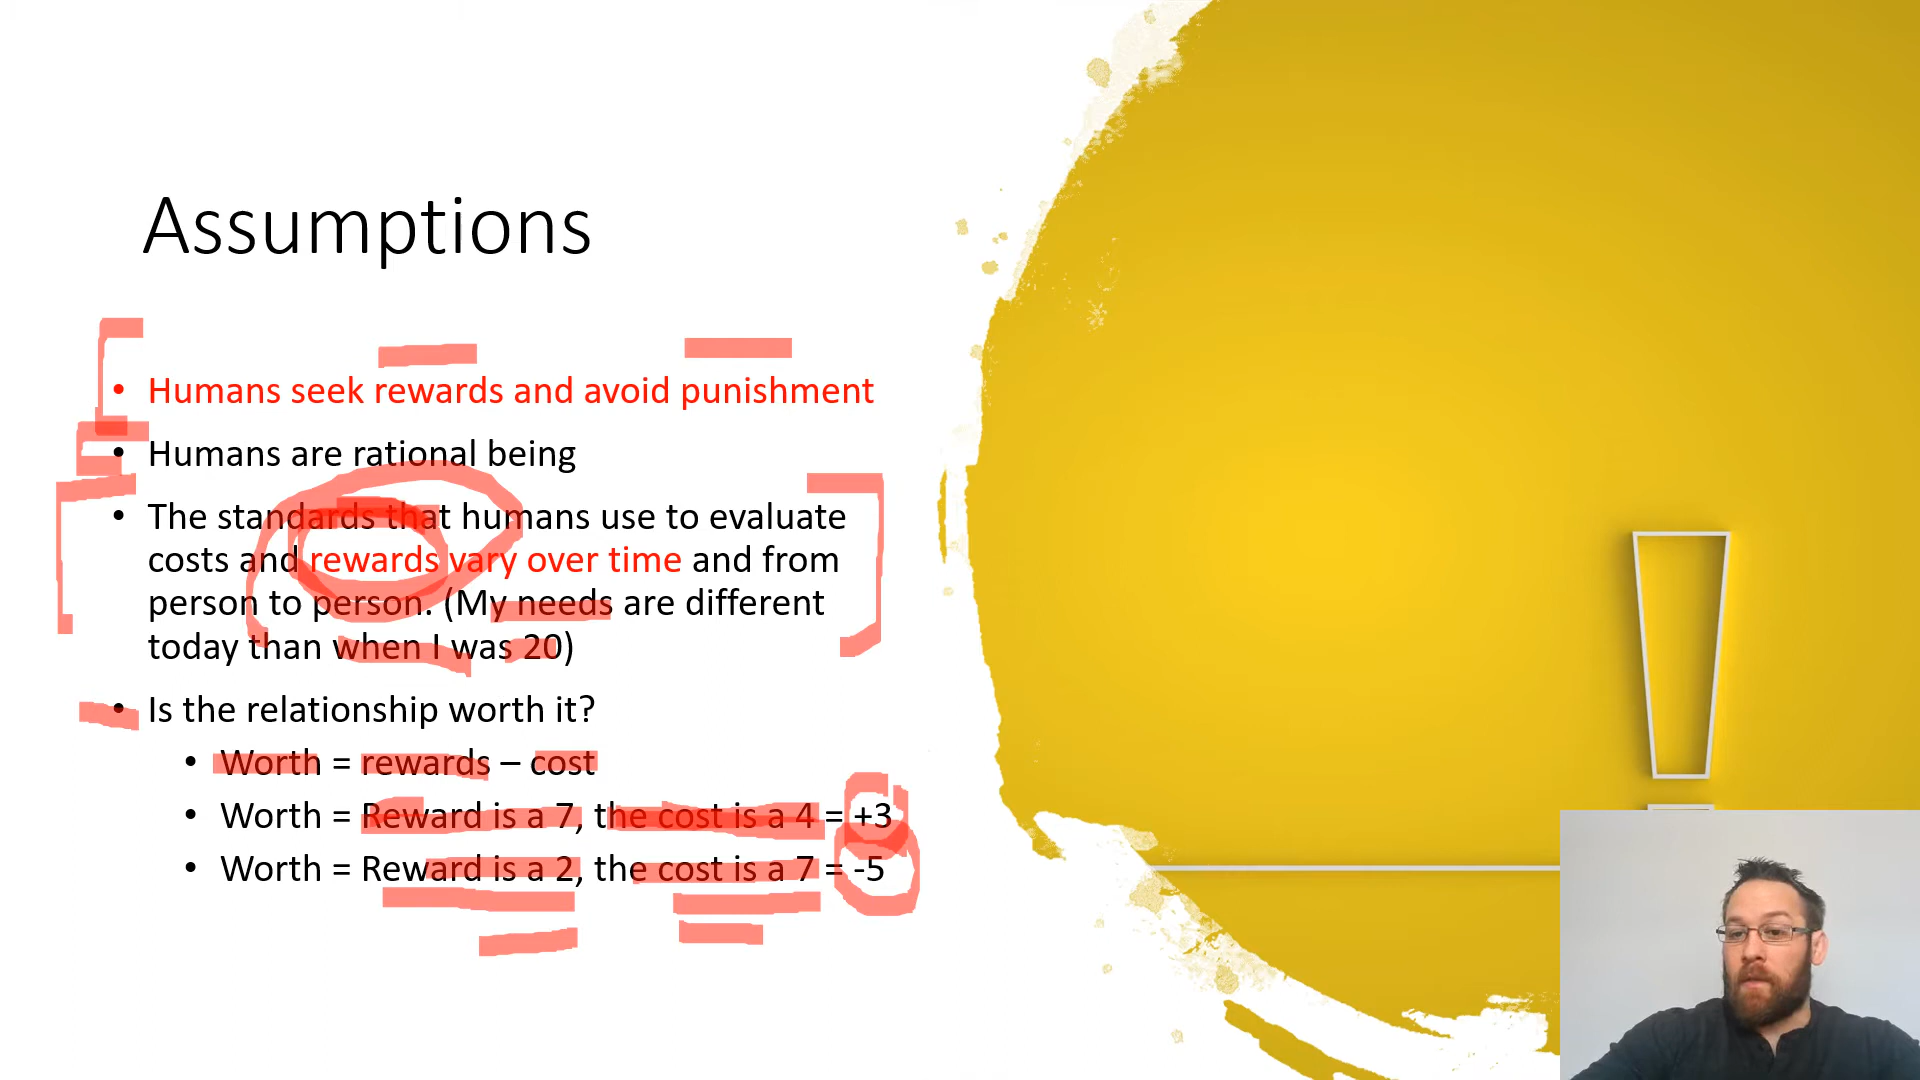 Assumptions
• Humans seek rewards and avoid punishment
• Humans are rational being
• The standards that humans use to evaluate
costs and rewards vary over time and from
person to person. (My needs are different
today than when I was 20)
• Is the relationship worth it?
• Worth = rewards – cost
• Worth = Reward is a 7, the cost is a 4 = +3
• Worth = Reward is a 2, the cost is a 7 = -5